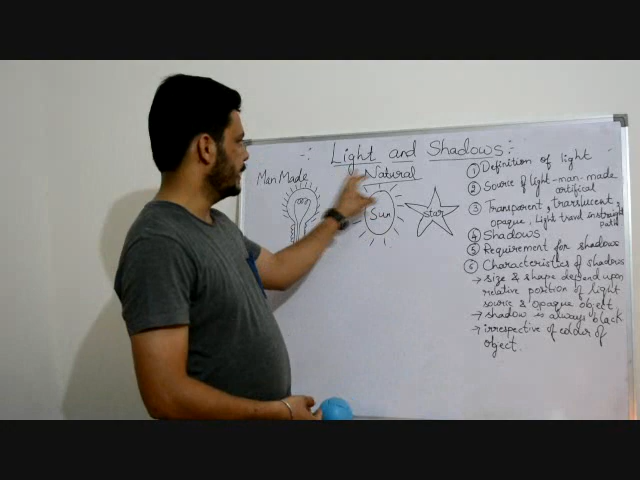 -: Light and Shadows:-
Man Made
Natural
Sun
star
① Definition of light
② Source of light - man-made
artifical
③ Transparent, translucent &
opaque, Light travel in straight
path
④ Shadows,
⑤ Requirement for shadows
⑥ Characteristics of shadows
→ size & shape depend upon
relative position of light
source & opaque object
→ shadow is always black
→ irrespective of colour of
object.